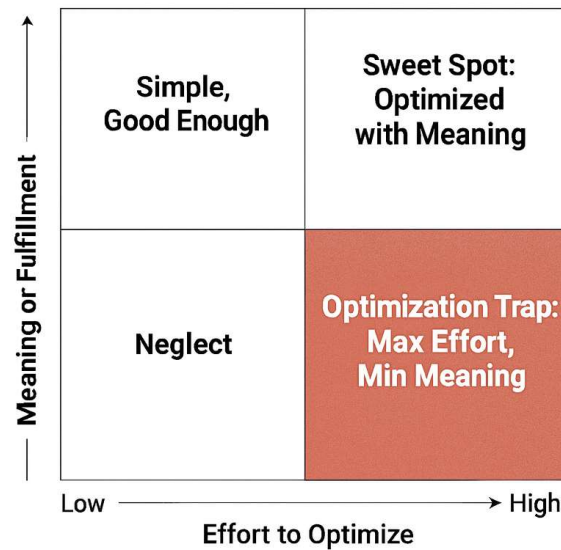 Meaning or Fulfillment
Simple,
Good Enough
Sweet Spot:
Optimized
with Meaning
Neglect
Optimization Trap:
Max Effort,
Min Meaning
Low
High
Effort to Optimize